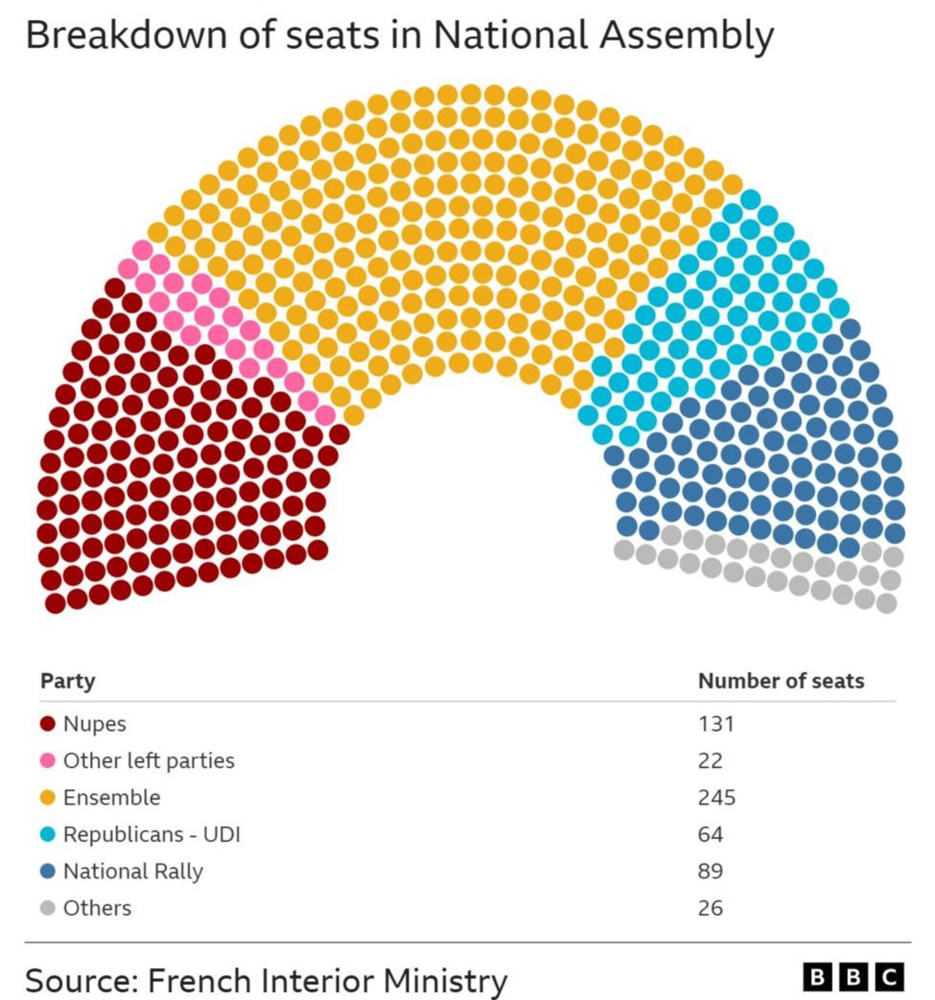 Breakdown of seats in National Assembly
Party Number of seats
Nupes 131
Other left parties 22
Ensemble 245
Republicans - UDI 64
National Rally 89
Others 26
Source: French Interior Ministry BBC